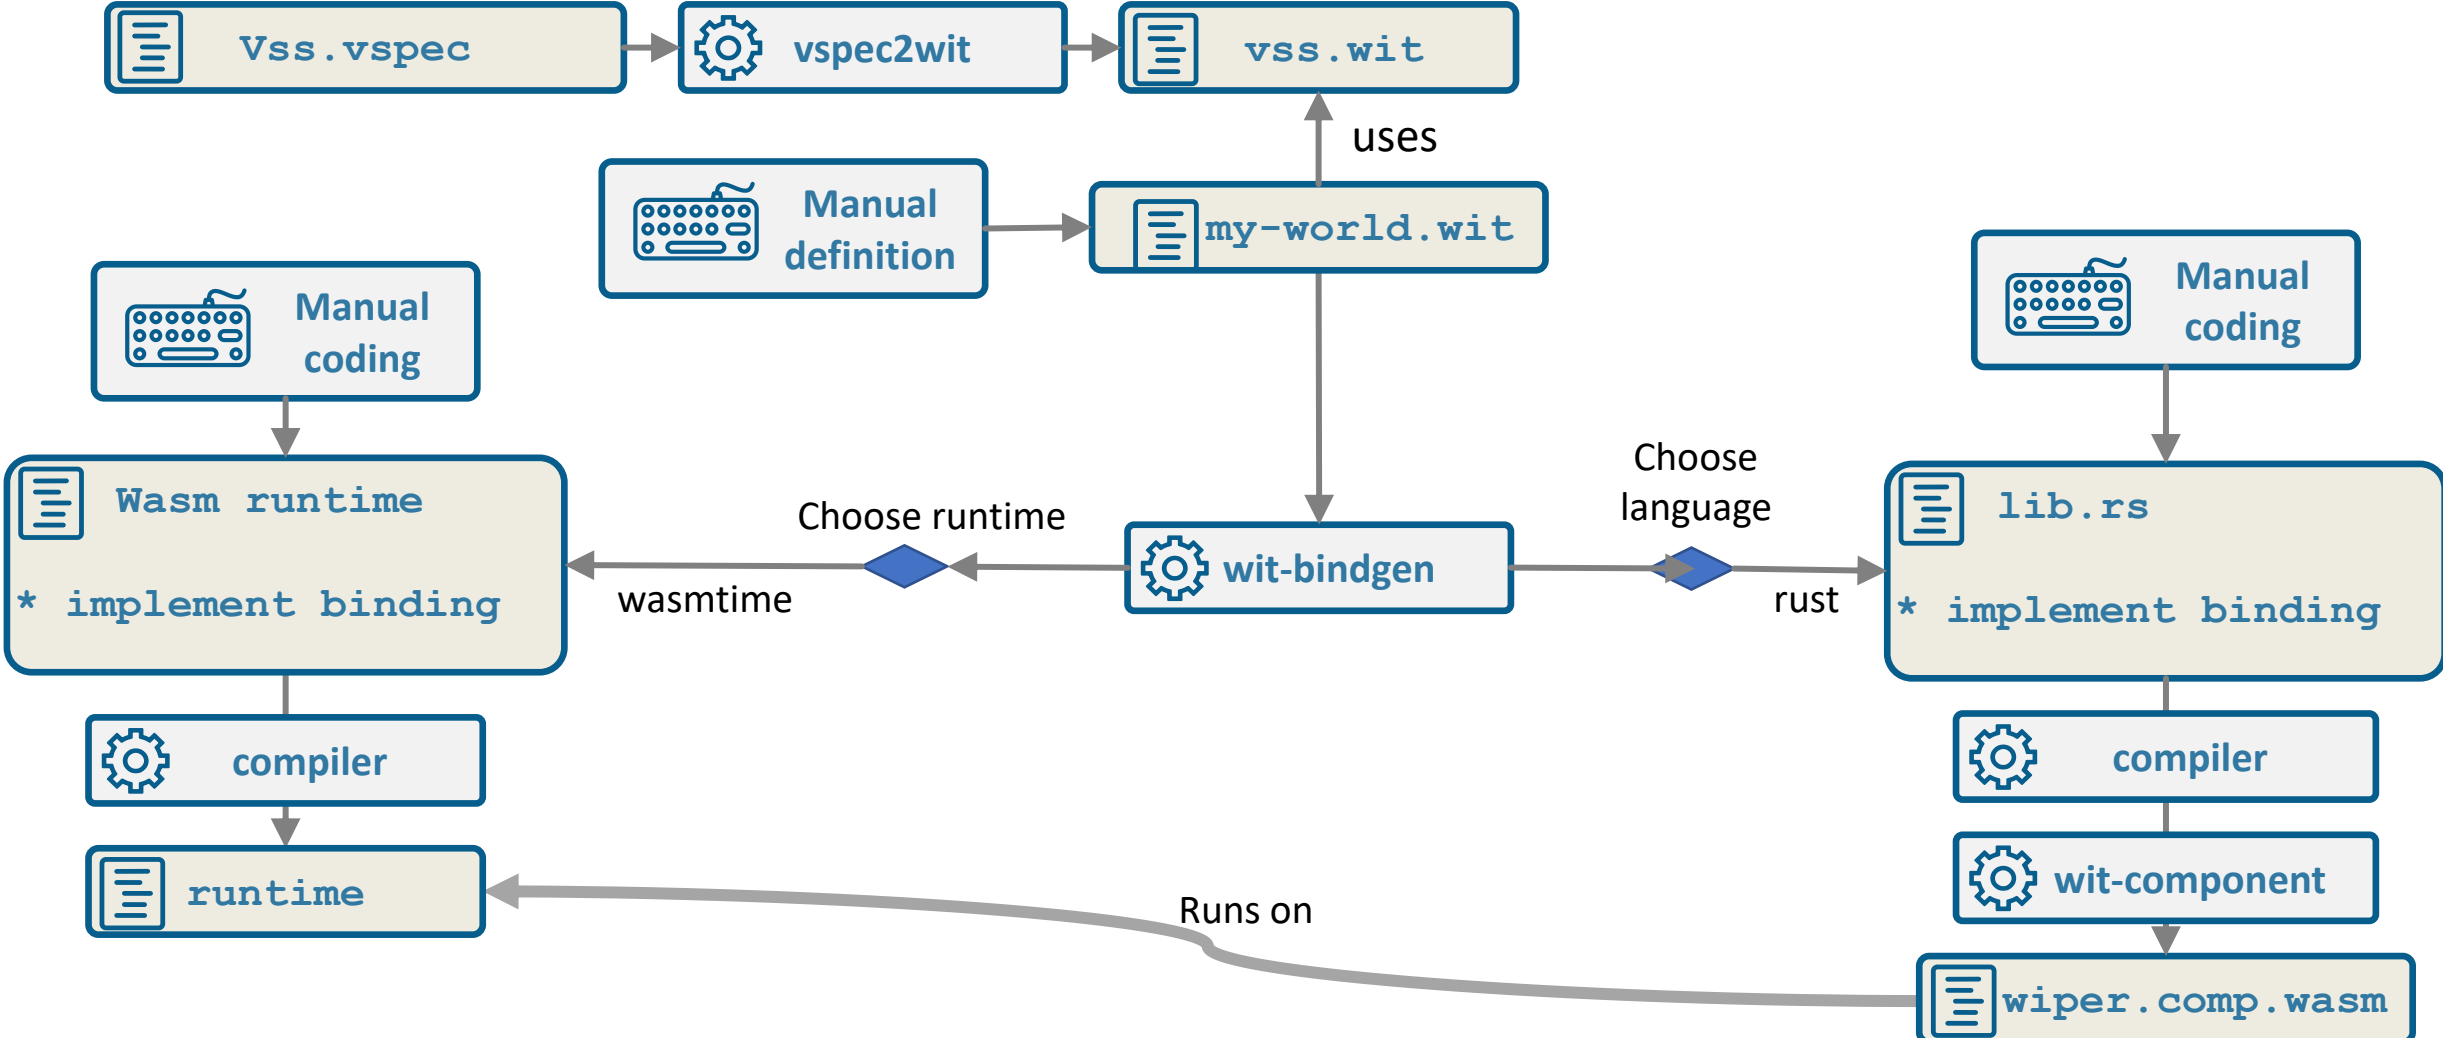 Vss.vspec
vspec2wit
vss.wit
uses
Manual
definition
my-world.wit
Manual
coding
Manual
coding
Wasm runtime
* implement binding
Choose runtime
wasmtime
wit-bindgen
Choose
language
rust
lib.rs
* implement binding
compiler
compiler
runtime
Runs on
wit-component
wiper.comp.wasm